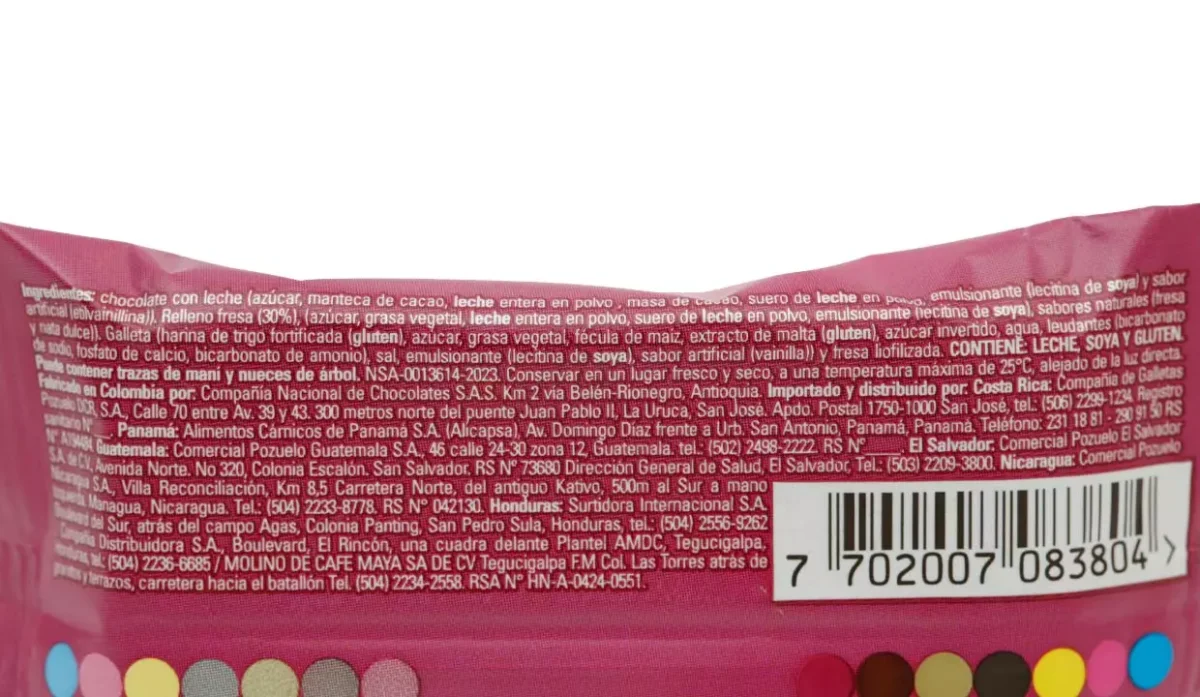 Ingredientes: chocolate con leche (azúcar, manteca de cacao, leche entera en polvo, masa de cacao, suero de leche en polvo, emulsionante (lecitina de soya) y sabor
artificial (etilvainillina)). Relleno fresa (30%), (azúcar, grasa vegetal, leche entera en polvo, suero de leche en polvo, emulsionante (lecitina de soya), sabores naturales (fresa
y nata dulce)). Galleta (harina de trigo fortificada (gluten), azúcar, grasa vegetal, fécula de maíz, extracto de malta (gluten), azúcar invertido, agua, leudantes (bicarbonato
de sodio, fosfato de calcio, bicarbonato de amonio), sal, emulsionante (lecitina de soya), sabor artificial (vainilla)) y fresa liofilizada. CONTIENE: LECHE, SOYA Y GLUTEN.
Puede contener trazas de maní y nueces de árbol. NSA-0013614-2023. Conservar en un lugar fresco y seco, a una temperatura máxima de 25°C, alejado de la luz directa.
Fabricado en Colombia por: Compañía Nacional de Chocolates S.A.S. Km 2 vía Belén-Rionegro, Antioquia. Importado y distribuido por: Costa Rica: Compañía de Galletas
Pozuelo DCR, S.A., Calle 70 entre Av. 39 y 43. 300 metros norte del puente Juan Pablo II, La Uruca, San José. Apdo. Postal 1750-1000 San José, tel.: (506) 2299-1234. Registro
sanitario N° __. Panamá: Alimentos Cárnicos de Panamá S.A. (Alicapsa), Av. Domingo Díaz frente a Urb. San Antonio, Panamá, Panamá. Teléfono: 231 18 81 - 290 91 50 RS
N° A19484. Guatemala: Comercial Pozuelo Guatemala S.A., 46 calle 24-30 zona 12, Guatemala. tel.: (502) 2498-2222. RS N°____ El Salvador: Comercial Pozuelo El Salvador
S.A. de CV, Avenida Norte. No 320, Colonia Escalón. San Salvador. RS N° 73680 Dirección General de Salud, El Salvador, Tel.: (503) 2209-3800. Nicaragua: Comercial Pozuelo
Nicaragua S.A., Villa Reconciliación, Km 8,5 Carretera Norte, del antiguo Kativo, 500m al Sur a mano
izquierda. Managua, Nicaragua. Tel.: (504) 2233-8778. RS N° 042130. Honduras: Surtidora Internacional S.A.
Boulevard del Sur, atrás del campo Agas, Colonia Panting, San Pedro Sula, Honduras, tel.: (504) 2556-9262
Compañía Distribuidora S.A., Boulevard, El Rincón, una cuadra delante Plantel AMDC, Tegucigalpa,
Honduras, tel.: (504) 2236-6685 / MOLINO DE CAFE MAYA SA DE CV Tegucigalpa F.M Col. Las Torres atrás de
planteles y terrazos, carretera hacia el batallón Tel. (504) 2234-2558. RSA N° HN-A-0424-0551.
7 702007 083804 >